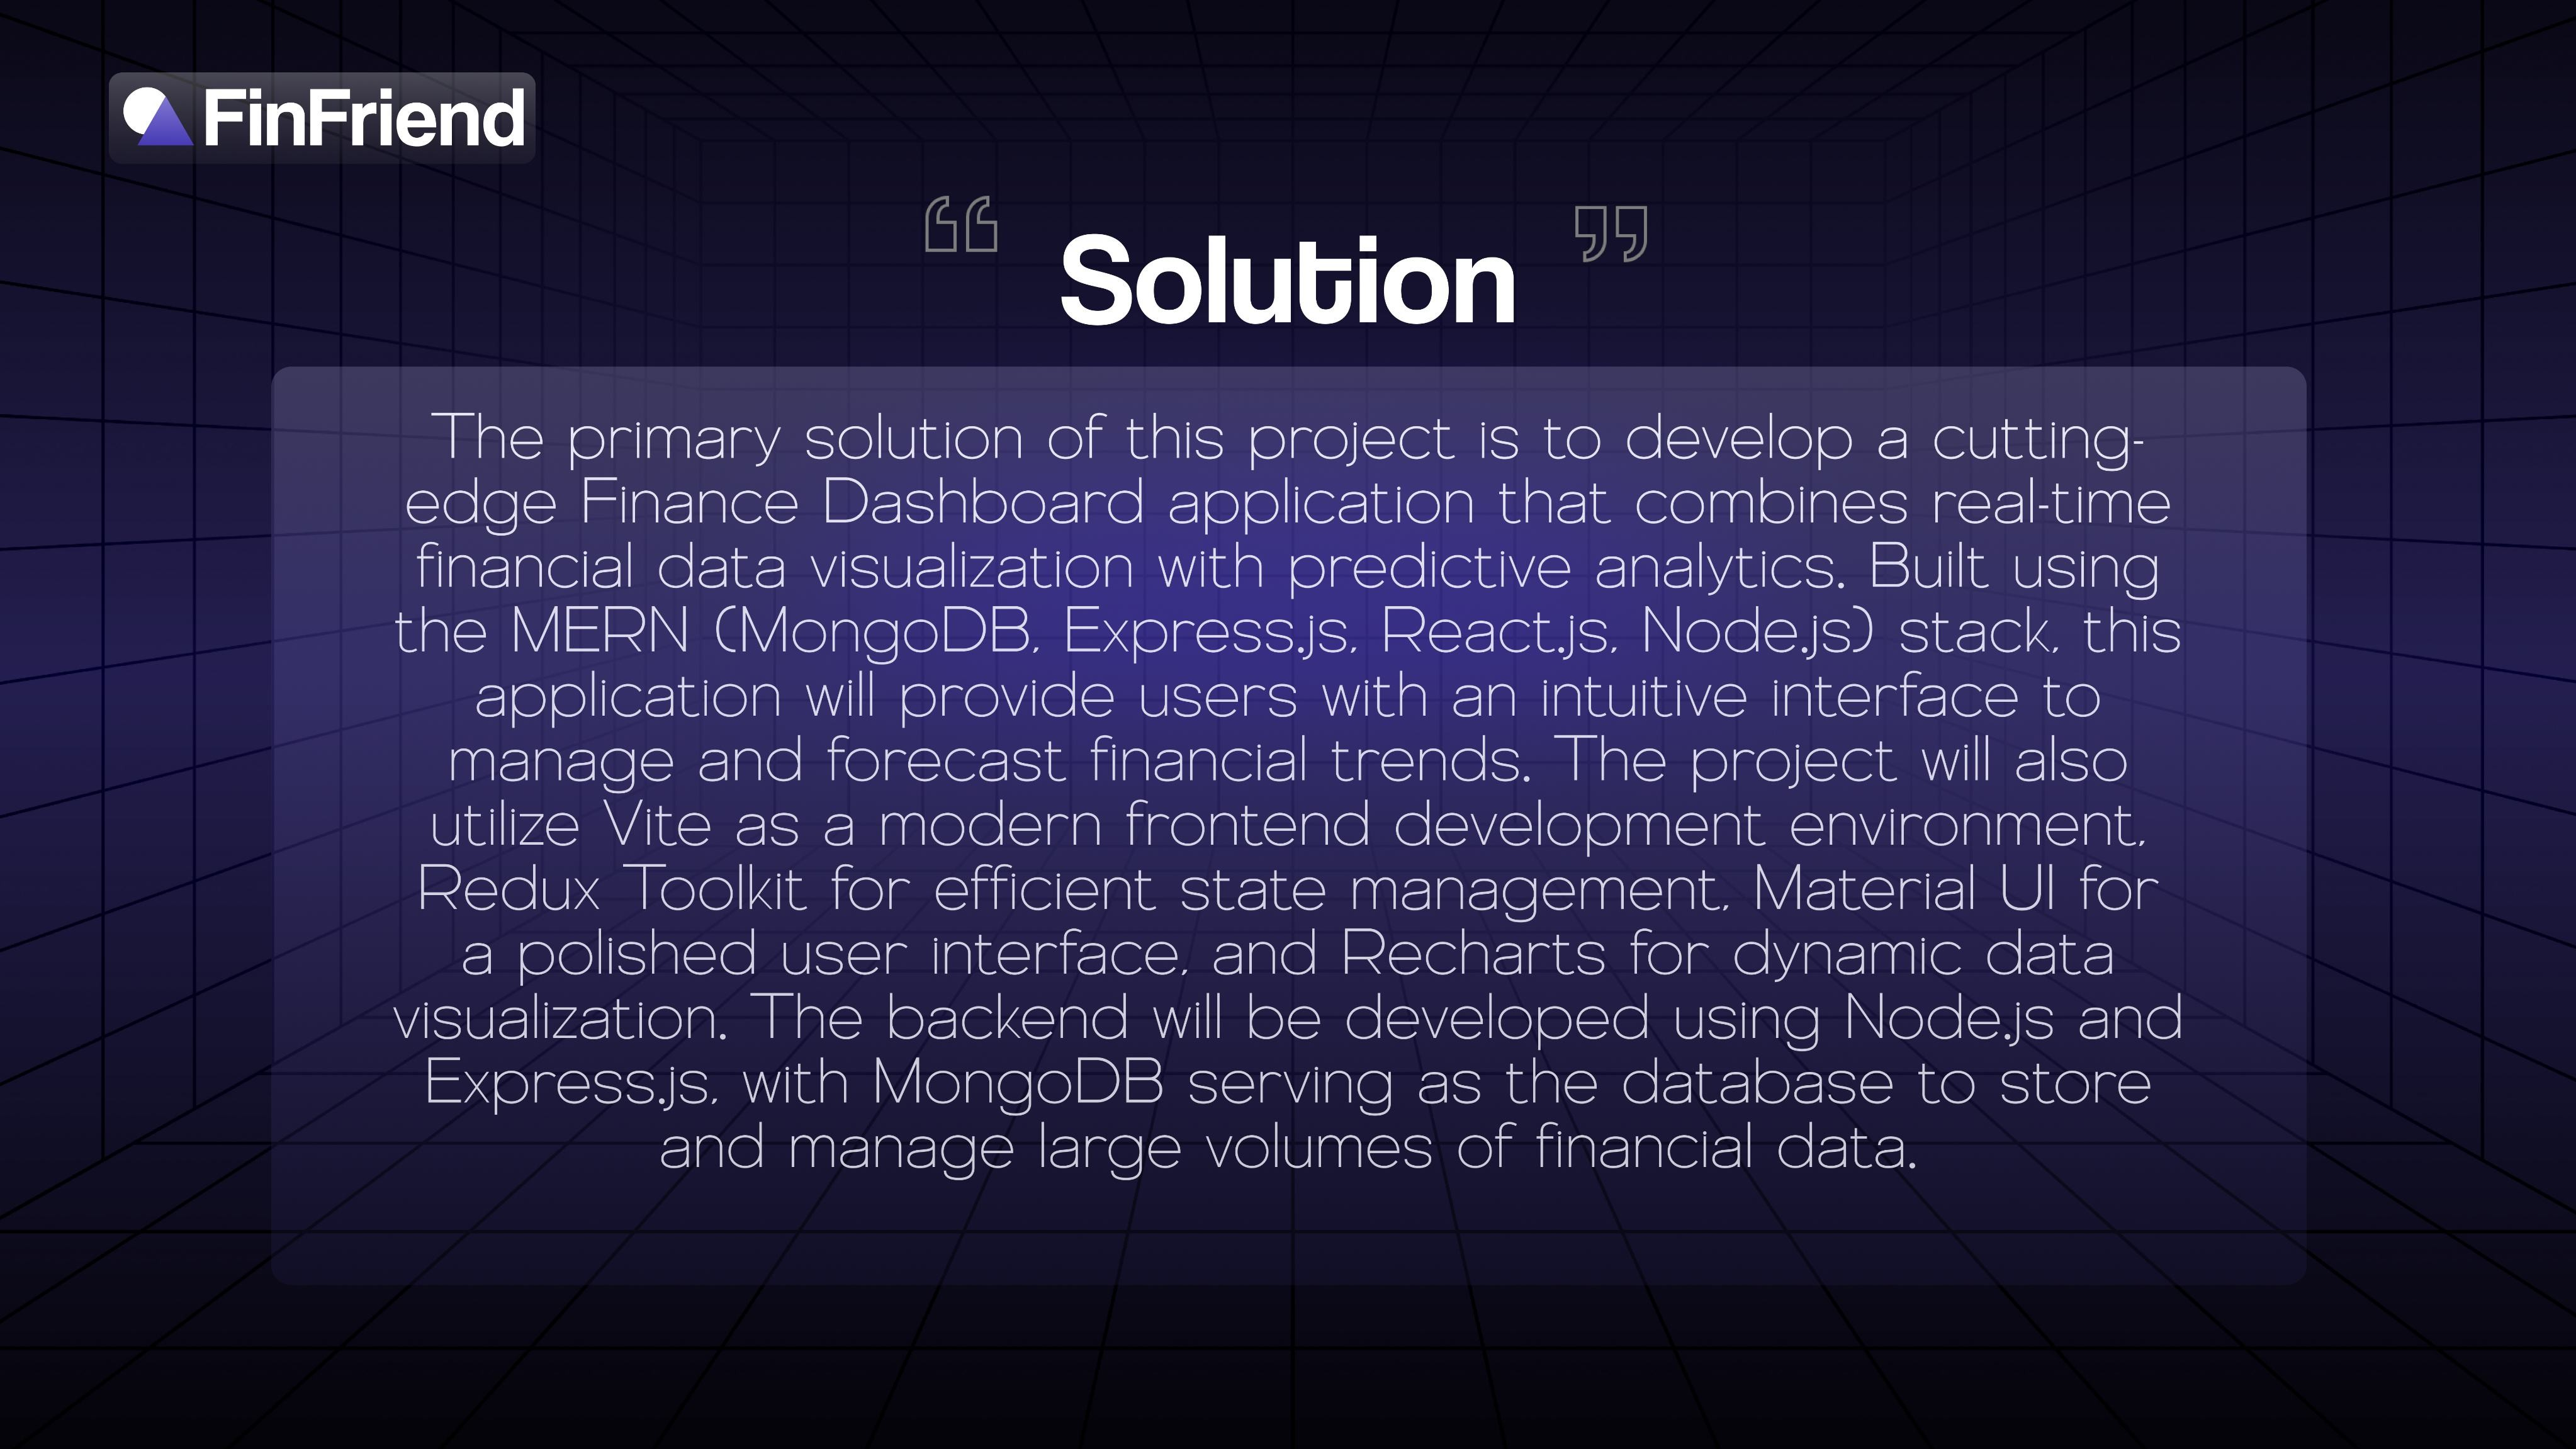 FinFriend
“ Solution ”
The primary solution of this project is to develop a cutting-
edge Finance Dashboard application that combines real-time
financial data visualization with predictive analytics. Built using
the MERN (MongoDB, Express.js, React.js, Node.js) stack, this
application will provide users with an intuitive interface to
manage and forecast financial trends. The project will also
utilize Vite as a modern frontend development environment,
Redux Toolkit for efficient state management, Material UI for
a polished user interface, and Recharts for dynamic data
visualization. The backend will be developed using Node.js and
Express.js, with MongoDB serving as the database to store
and manage large volumes of financial data.